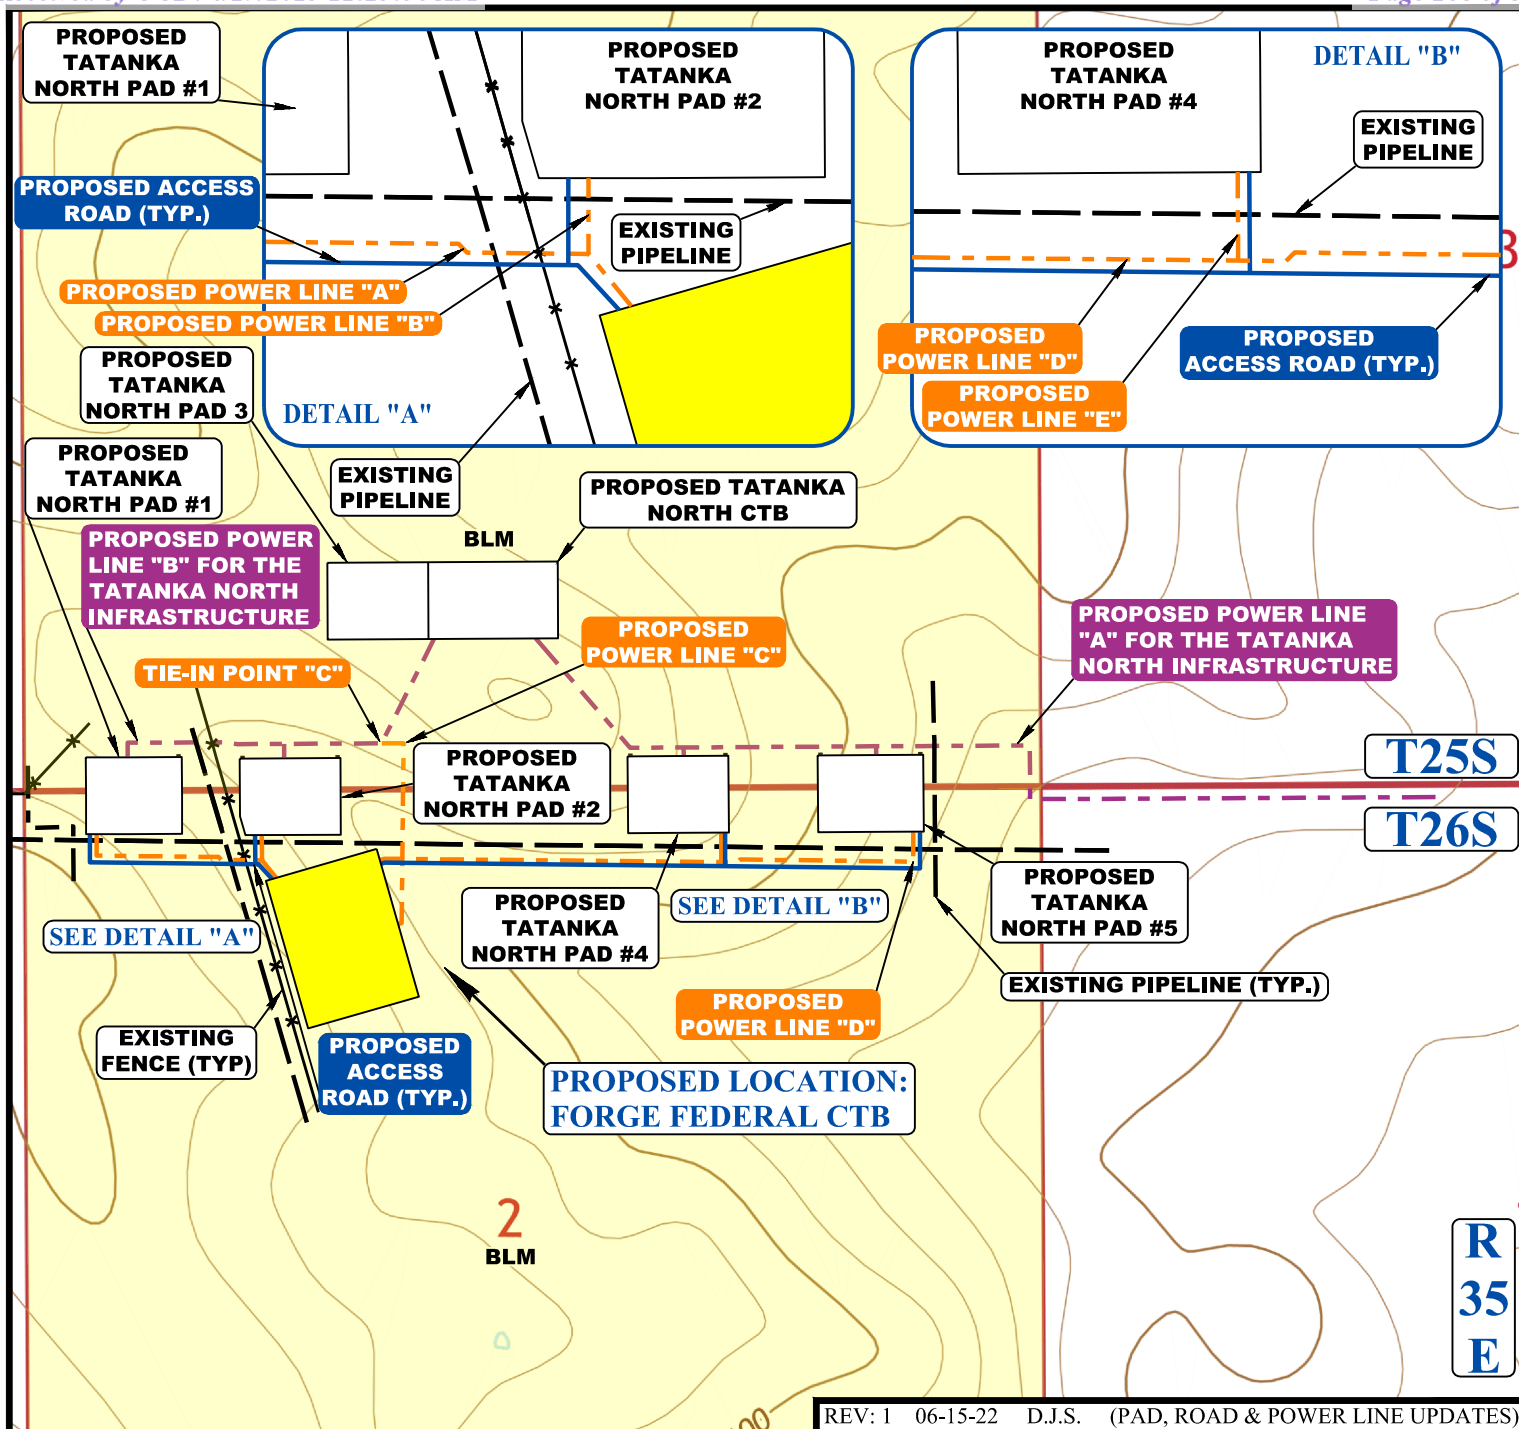 PROPOSED
TATANKA
NORTH PAD #1
PROPOSED
TATANKA
NORTH PAD #2
PROPOSED
TATANKA
NORTH PAD #4
DETAIL "B"
EXISTING
PIPELINE
PROPOSED ACCESS
ROAD (TYP.)
EXISTING
PIPELINE
3
PROPOSED POWER LINE "A"
PROPOSED POWER LINE "B"
PROPOSED
POWER LINE "D"
PROPOSED
ACCESS ROAD (TYP.)
PROPOSED
TATANKA
NORTH PAD 3
PROPOSED
POWER LINE "E"
DETAIL "A"
PROPOSED
TATANKA
NORTH PAD #1
EXISTING
PIPELINE
PROPOSED TATANKA
NORTH CTB
BLM
PROPOSED POWER
LINE "B" FOR THE
TATANKA NORTH
INFRASTRUCTURE
PROPOSED
POWER LINE "C"
PROPOSED POWER LINE
"A" FOR THE TATANKA
NORTH INFRASTRUCTURE
TIE-IN POINT "C"
PROPOSED
TATANKA
NORTH PAD #2
T25S
T26S
PROPOSED
TATANKA
NORTH PAD #4
SEE DETAIL "B"
PROPOSED
TATANKA
NORTH PAD #5
SEE DETAIL "A"
EXISTING PIPELINE (TYP.)
PROPOSED
POWER LINE "D"
EXISTING
FENCE (TYP)
PROPOSED
ACCESS
ROAD (TYP.)
PROPOSED LOCATION:
FORGE FEDERAL CTB
2
BLM
R
35
E
REV: 1 06-15-22 D.J.S. (PAD, ROAD & POWER LINE UPDATES)